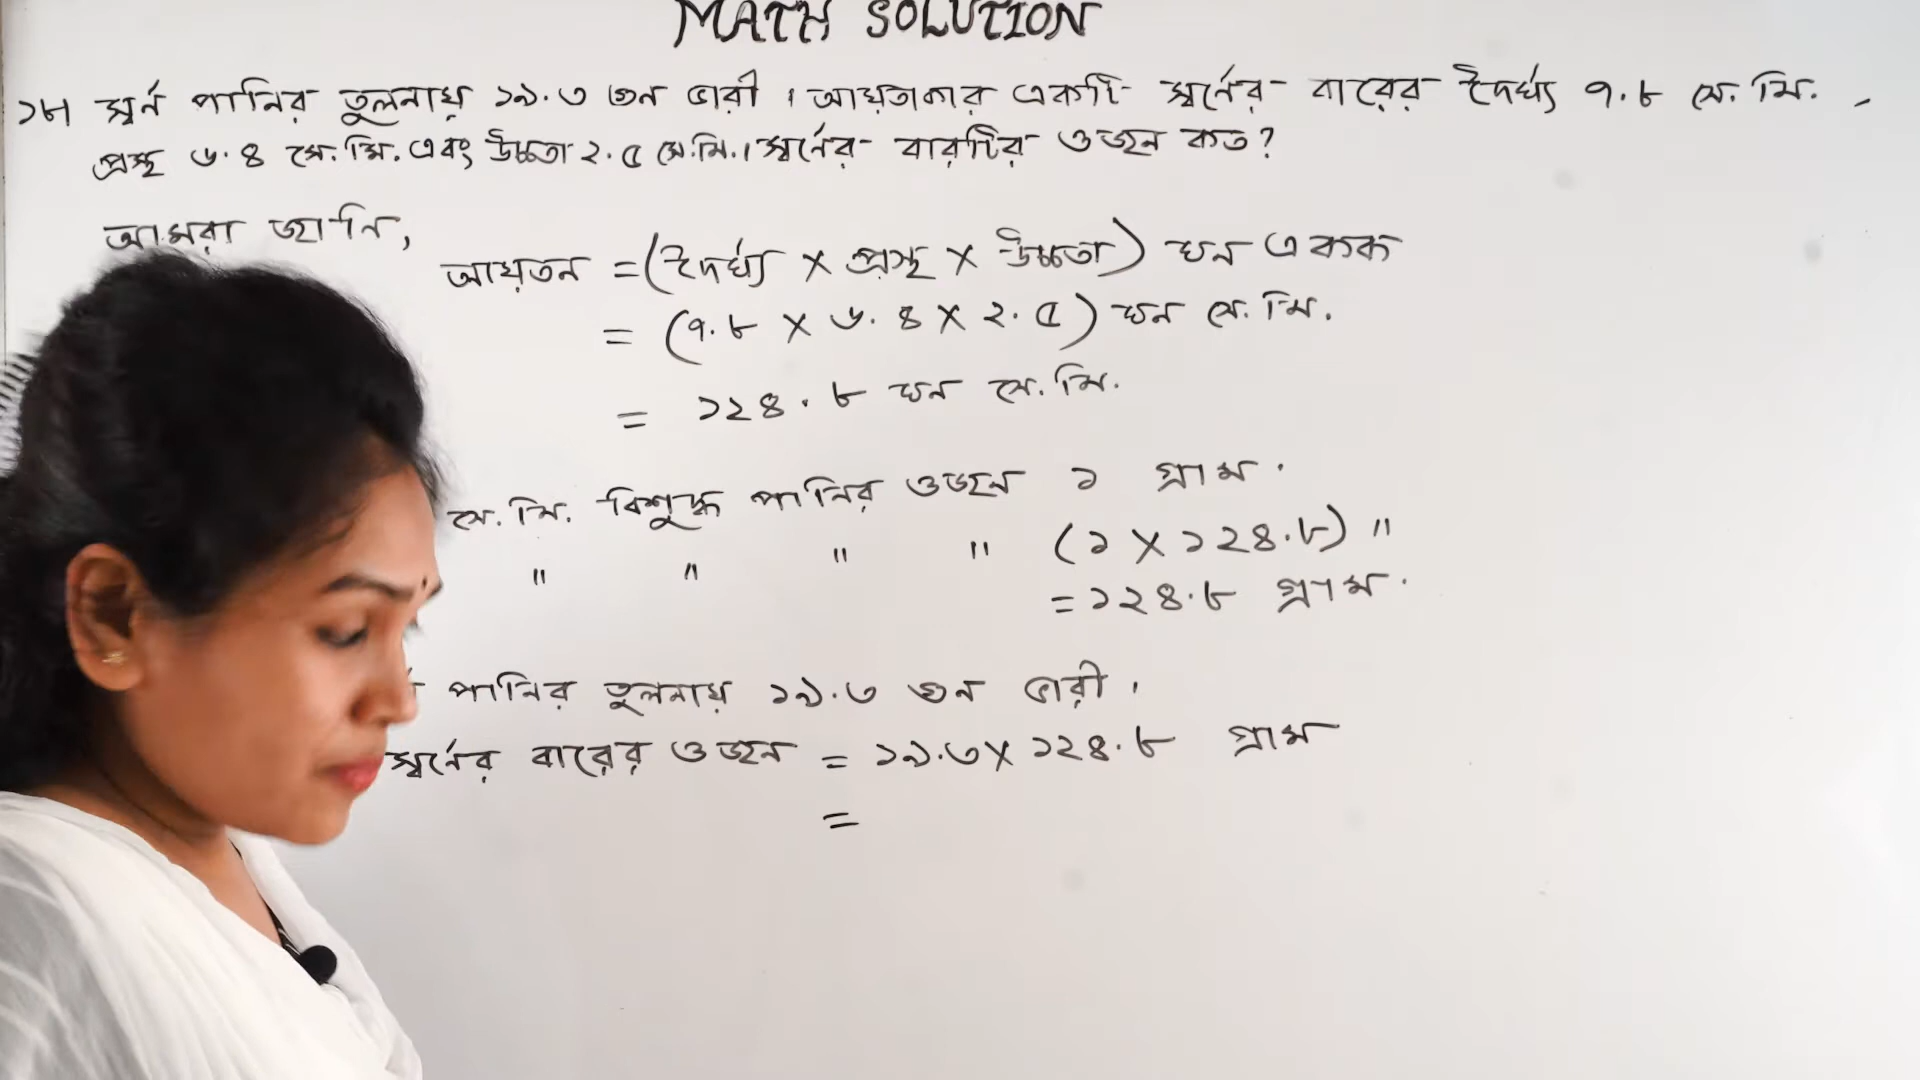 MATH SOLUTION
১৮। স্বর্ন পানির তুলনায় ১৯.৩ গুন ভারী। আয়তাকার একটি স্বর্নের বারের দৈর্ঘ্য ৭.৮ সে.মি.,
প্রস্থ ৬.৪ সে.মি. এবং উচ্চতা ২.৫ সে.মি.। স্বর্নের বারটির ওজন কত?
আমরা জানি,
আয়তন = (দৈর্ঘ্য × প্রস্থ × উচ্চতা) ঘন একক
= (৭.৮ × ৬.৪ × ২.৫) ঘন সে.মি.
= ১২৪.৮ ঘন সে.মি.
সে.মি. বিশুদ্ধ পানির ওজন ১ গ্রাম.
" " " " (১ × ১২৪.৮) "
= ১২৪.৮ গ্রাম.
পানির তুলনায় ১৯.৩ গুন ভারী।
স্বর্নের বারের ওজন = ১৯.৩ × ১২৪.৮ গ্রাম
=